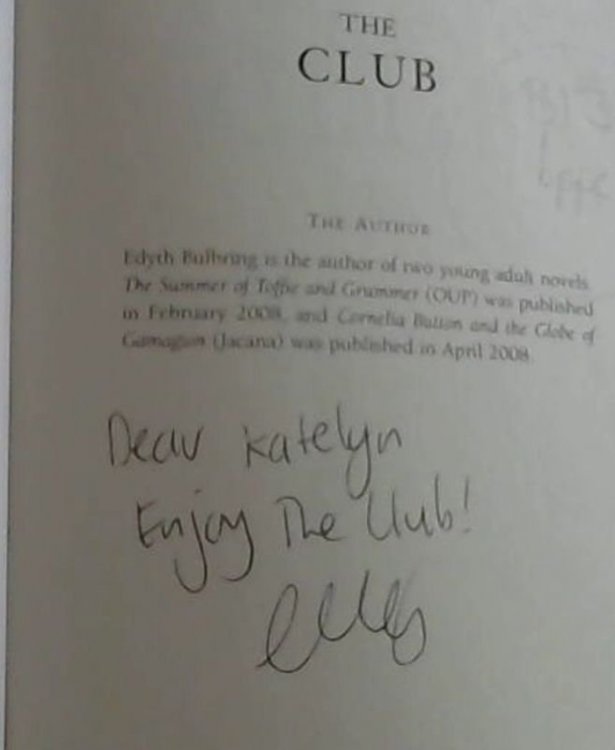 THE
CLUB
THE AUTHOR
Edyth Bulbring is the author of two young adult novels.
The Summer of Toffie and Grummer (OUP) was published
in February 2008, and Cornelia Button and the Globe of
Gamagion (Jacana) was published in April 2008.
Dear Katelyn
Enjoy The Club!